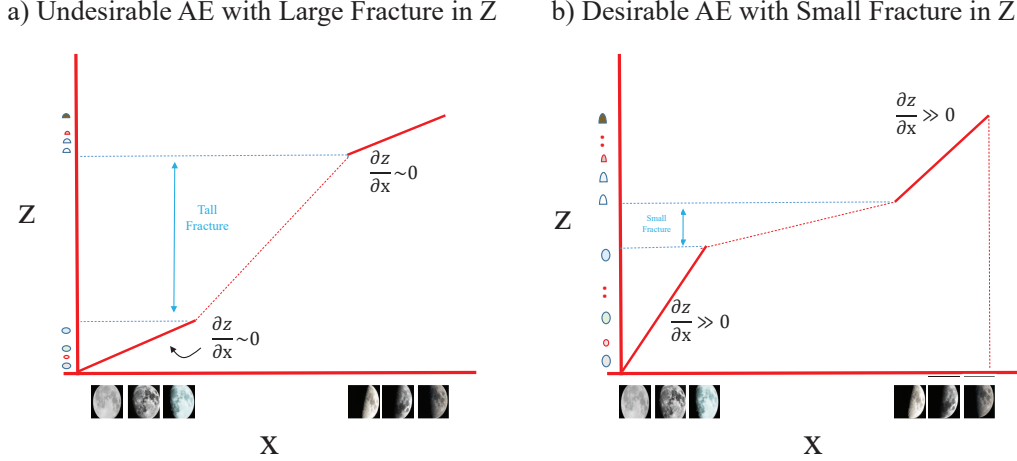 a) Undesirable AE with Large Fracture in Z
b) Desirable AE with Small Fracture in Z
Z
Tall
Fracture
∂z
∂x
~0
∂z
∂x
~0
X
Z
Small
Fracture
∂z
∂x
≫ 0
∂z
∂x
≫ 0
X